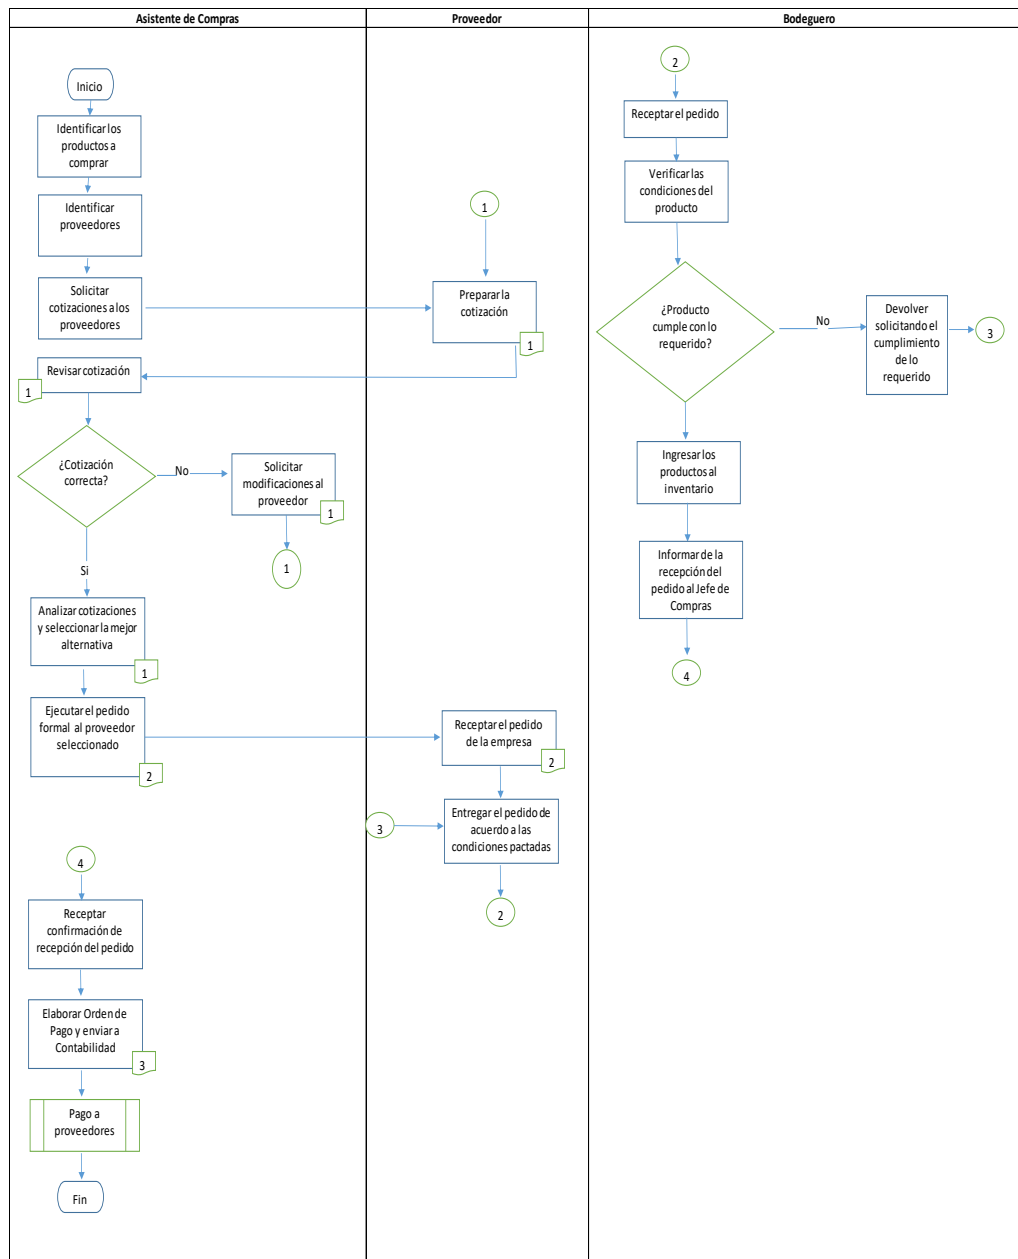 Asistente de Compras
Proveedor
Bodeguero
Inicio
Identificar los
productos a
comprar
Identificar
proveedores
Solicitar
cotizaciones a los
proveedores
Revisar cotización
1
¿Cotización
correcta?
No
Solicitar
modificaciones al
proveedor
1
1
Si
Analizar cotizaciones
y seleccionar la mejor
alternativa
1
Ejecutar el pedido
formal al proveedor
seleccionado
2
4
Receptar
confirmación de
recepción del pedido
Elaborar Orden de
Pago y enviar a
Contabilidad
3
Pago a
proveedores
Fin
1
Preparar la
cotización
1
Receptar el pedido
de la empresa
2
3
Entregar el pedido de
acuerdo a las
condiciones pactadas
2
2
Receptar el pedido
Verificar las
condiciones del
producto
¿Producto
cumple con lo
requerido?
No
Devolver
solicitando el
cumplimiento
de lo
requerido
3
Ingresar los
productos al
inventario
Informar de la
recepción del
pedido al Jefe de
Compras
4